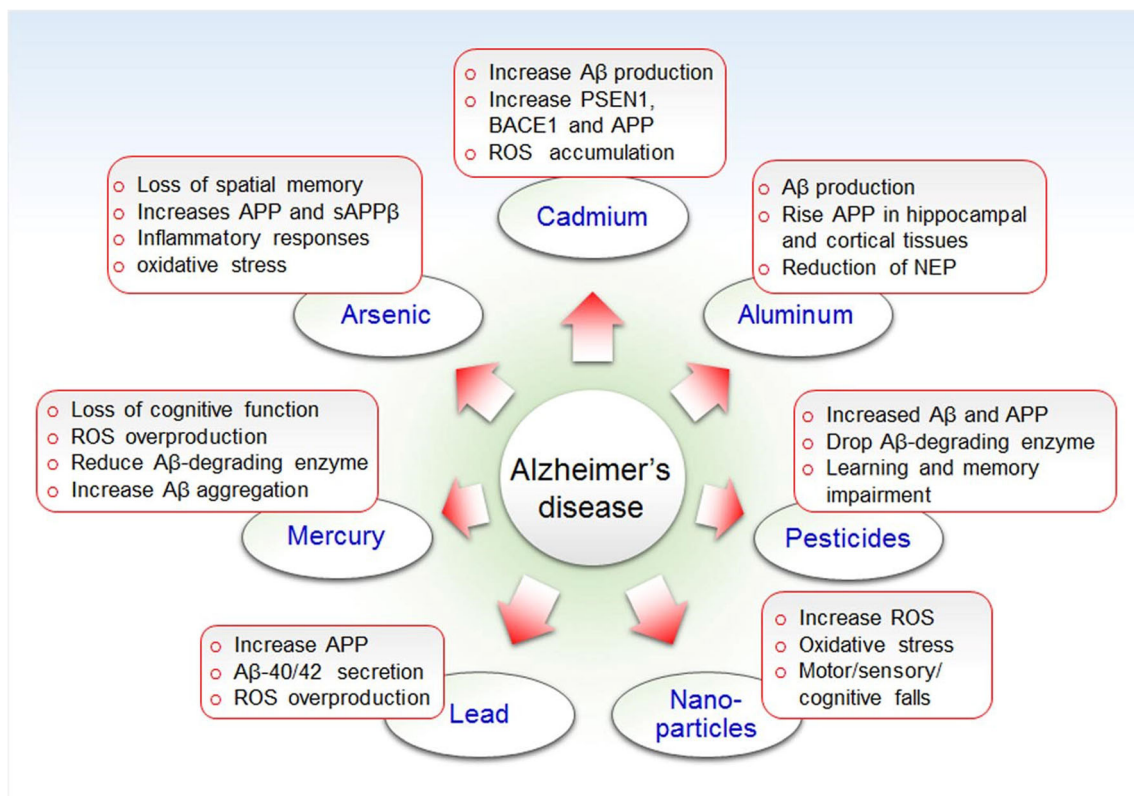 Increase Aβ production
Increase PSEN1,
BACE1 and APP
ROS accumulation
Cadmium
Aβ production
Rise APP in hippocampal
and cortical tissues
Reduction of NEP
Aluminum
Increased Aβ and APP
Drop Aβ-degrading enzyme
Learning and memory
impairment
Pesticides
Increase ROS
Oxidative stress
Motor/sensory/
cognitive falls
Nano-
particles
Increase APP
Aβ-40/42 secretion
ROS overproduction
Lead
Loss of cognitive function
ROS overproduction
Reduce Aβ-degrading enzyme
Increase Aβ aggregation
Mercury
Loss of spatial memory
Increases APP and sAPPβ
Inflammatory responses
oxidative stress
Arsenic
Alzheimer’s
disease